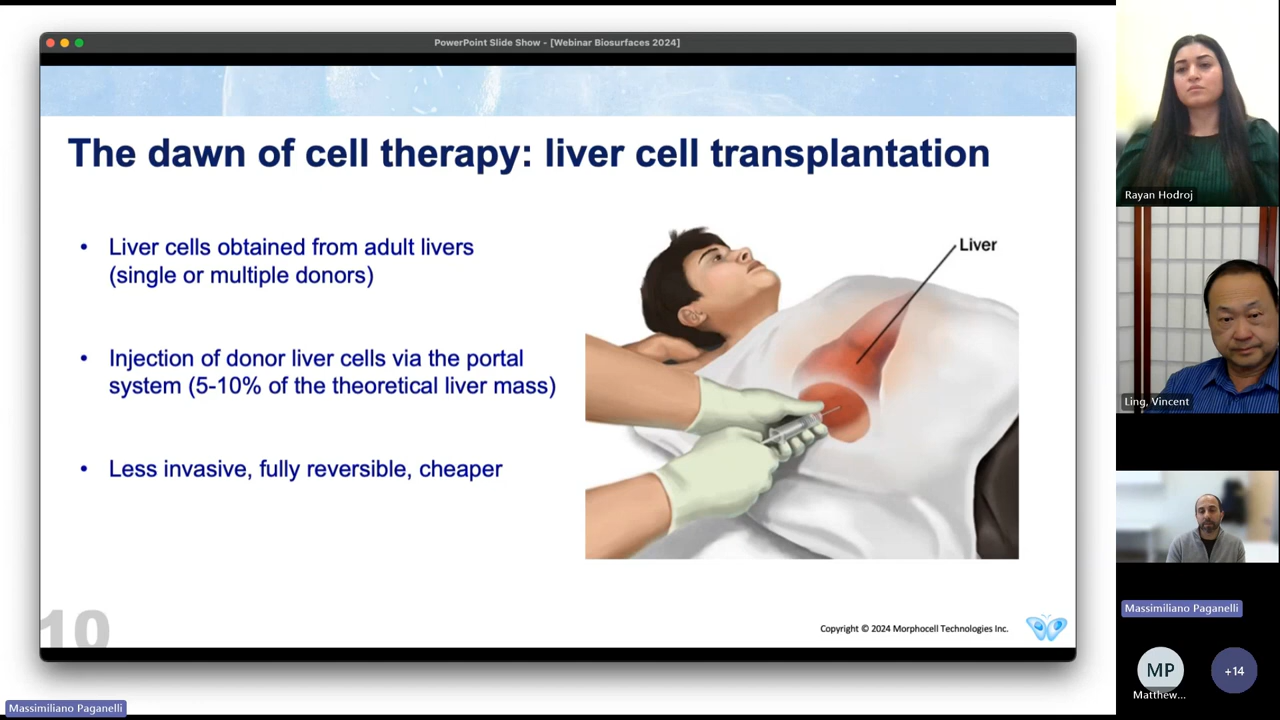 PowerPoint Slide Show - [Webinar Biosurfaces 2024]
The dawn of cell therapy: liver cell transplantation
• Liver cells obtained from adult livers
(single or multiple donors)
• Injection of donor liver cells via the portal
system (5-10% of the theoretical liver mass)
• Less invasive, fully reversible, cheaper
Liver
10
Copyright © 2024 Morphocell Technologies Inc.
Massimiliano Paganelli
Rayan Hodroj
Ling, Vincent
Massimiliano Paganelli
MP
Matthew...
+14